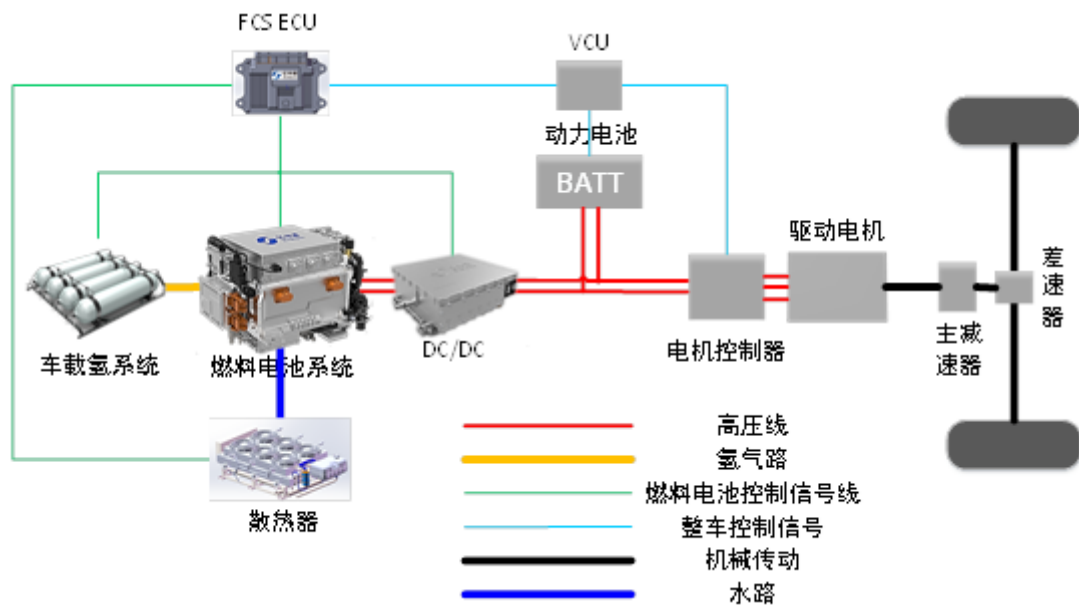 FCS ECU
VCU
动力电池
BATT
驱动电机
差速器
车载氢系统
燃料电池系统
DC/DC
电机控制器
主减
速器
散热器
高压线
氢气路
燃料电池控制信号线
整车控制信号
机械传动
水路